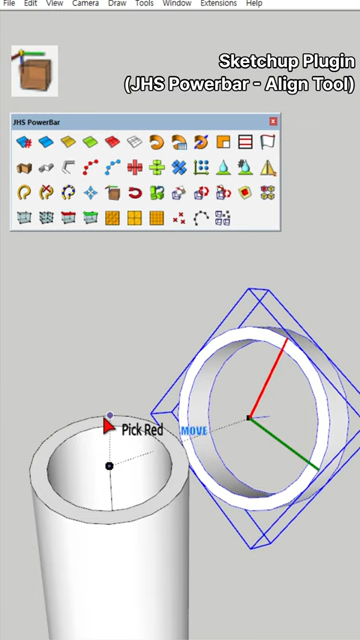 File Edit View Camera Draw Tools Window Extensions Help
Sketchup Plugin
(JHS Powerbar - Align Tool)
JHS PowerBar
Pick Red
MOVE